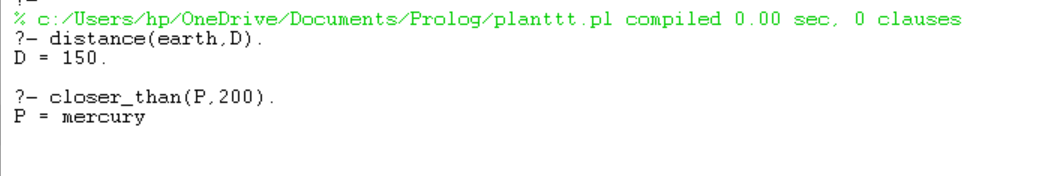 % c:/Users/hp/OneDrive/Documents/Prolog/planttt.pl compiled 0.00 sec, 0 clauses
?- distance(earth,D).
D = 150.
?- closer_than(P,200).
P = mercury